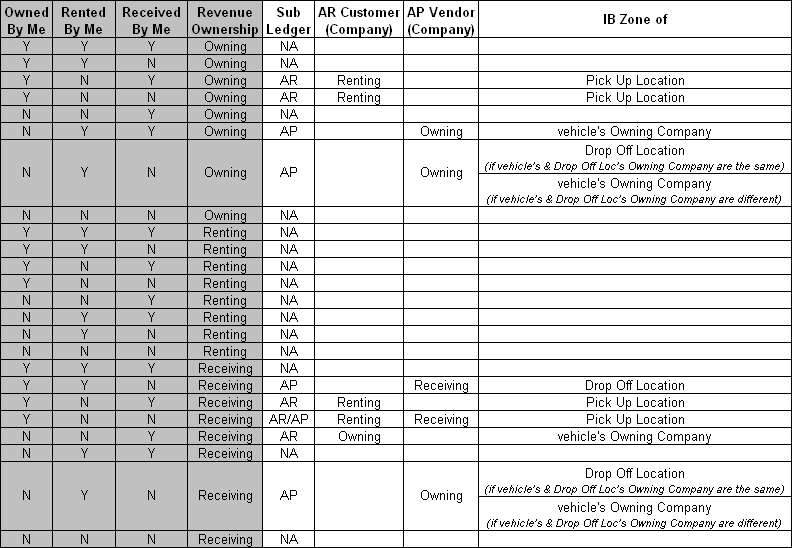 Owned By Me Rented By Me Received By Me Revenue Ownership Sub Ledger AR Customer (Company) AP Vendor (Company) IB Zone of
Y Y Y Owning NA
Y Y N Owning NA
Y N Y Owning AR Renting Pick Up Location
Y N N Owning AR Renting Pick Up Location
N N Y Owning NA
N Y Y Owning AP Owning vehicle's Owning Company
N Y N Owning AP Owning Drop Off Location
(if vehicle's & Drop Off Loc's Owning Company are the same)
vehicle's Owning Company
(if vehicle's & Drop Off Loc's Owning Company are different)
N N N Owning NA
Y Y Y Renting NA
Y Y N Renting NA
Y N Y Renting NA
Y N N Renting NA
N N Y Renting NA
N Y Y Renting NA
N Y N Renting NA
N N N Renting NA
Y Y Y Receiving NA
Y Y N Receiving AP Receiving Drop Off Location
Y N Y Receiving AR Renting Pick Up Location
Y N N Receiving AR/AP Renting Receiving Pick Up Location
N N Y Receiving AR Owning vehicle's Owning Company
N Y Y Receiving NA
N Y N Receiving AP Owning Drop Off Location
(if vehicle's & Drop Off Loc's Owning Company are the same)
vehicle's Owning Company
(if vehicle's & Drop Off Loc's Owning Company are different)
N N N Receiving NA